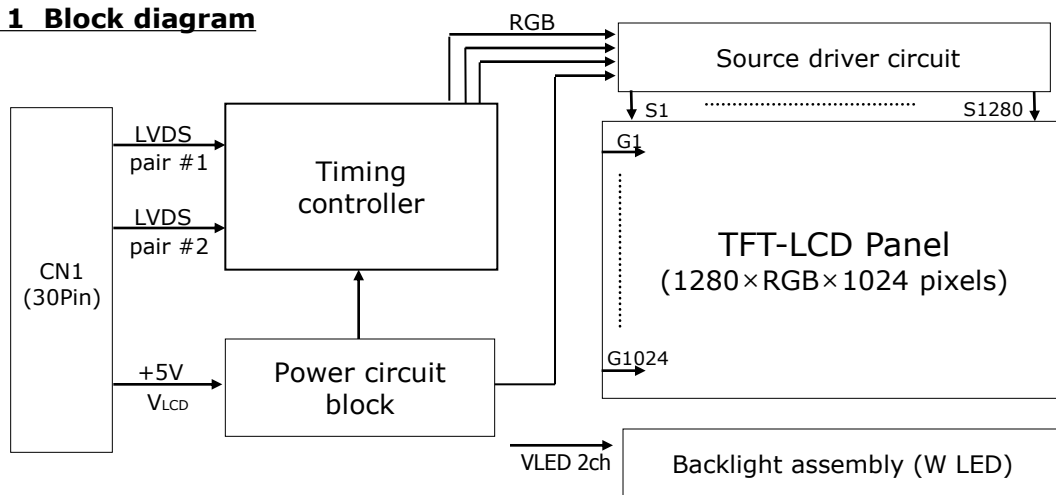 1 Block diagram
RGB
Source driver circuit
S1
S1280
LVDS
pair #1
LVDS
pair #2
Timing
controller
G1
TFT-LCD Panel
(1280×RGB×1024 pixels)
CN1
(30Pin)
G1024
+5V
VLCD
Power circuit
block
VLED 2ch
Backlight assembly (W LED)